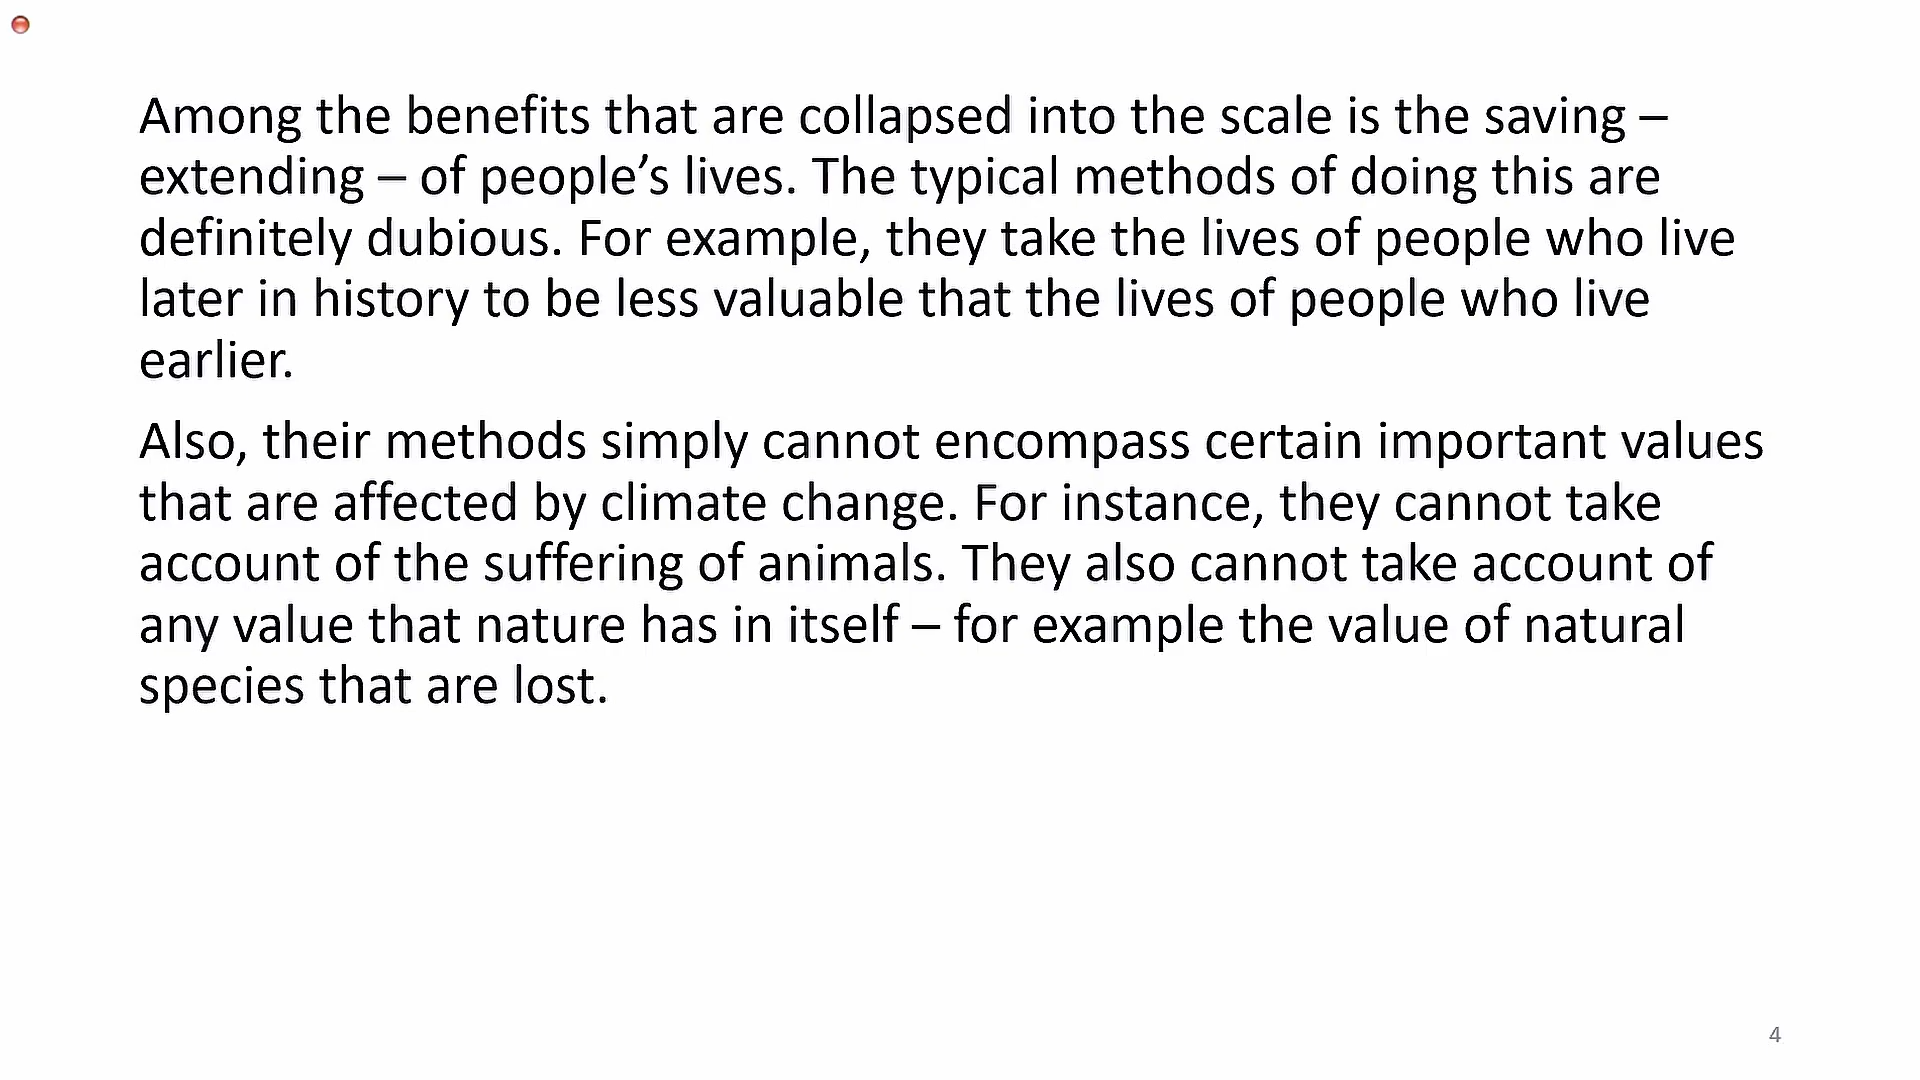 Among the benefits that are collapsed into the scale is the saving –
extending – of people’s lives. The typical methods of doing this are
definitely dubious. For example, they take the lives of people who live
later in history to be less valuable that the lives of people who live
earlier.
Also, their methods simply cannot encompass certain important values
that are affected by climate change. For instance, they cannot take
account of the suffering of animals. They also cannot take account of
any value that nature has in itself – for example the value of natural
species that are lost.
4